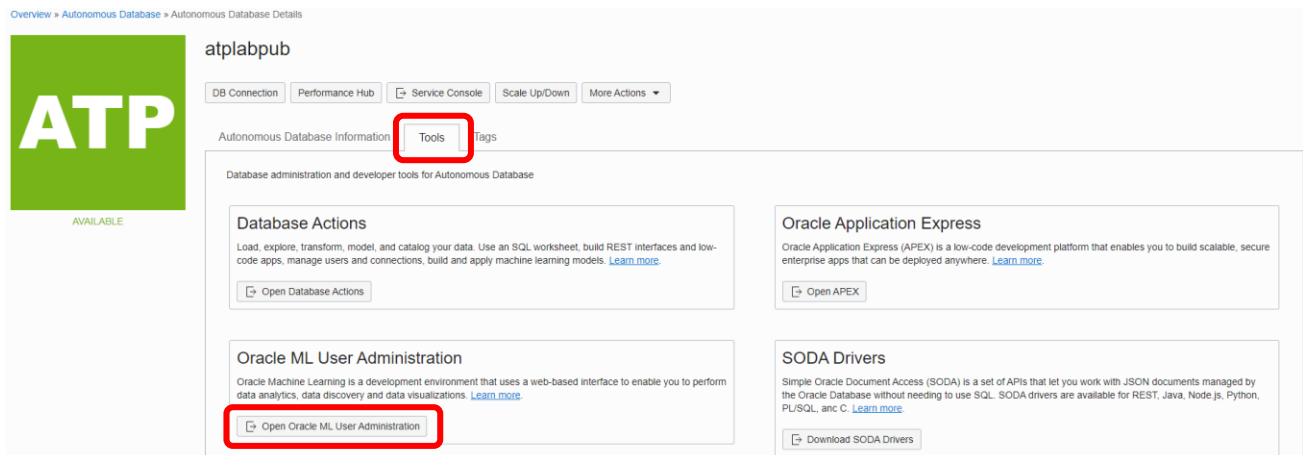 Overview » Autonomous Database » Autonomous Database Details
ATP
AVAILABLE
atplabpub
DB Connection Performance Hub Service Console Scale Up/Down More Actions
Autonomous Database Information Tools Tags
Database administration and developer tools for Autonomous Database
Database Actions
Load, explore, transform, model, and catalog your data. Use an SQL worksheet, build REST interfaces and low-
code apps, manage users and connections, build and apply machine learning models. Learn more.
Open Database Actions
Oracle Application Express
Oracle Application Express (APEX) is a low-code development platform that enables you to build scalable, secure
enterprise apps that can be deployed anywhere. Learn more.
Open APEX
Oracle ML User Administration
Oracle Machine Learning is a development environment that uses a web-based interface to enable you to perform
data analytics, data discovery and data visualizations. Learn more.
Open Oracle ML User Administration
SODA Drivers
Simple Oracle Document Access (SODA) is a set of APIs that let you work with JSON documents managed by
the Oracle Database without needing to use SQL. SODA drivers are available for REST, Java, Node.js, Python,
PL/SQL, anc C. Learn more.
Download SODA Drivers